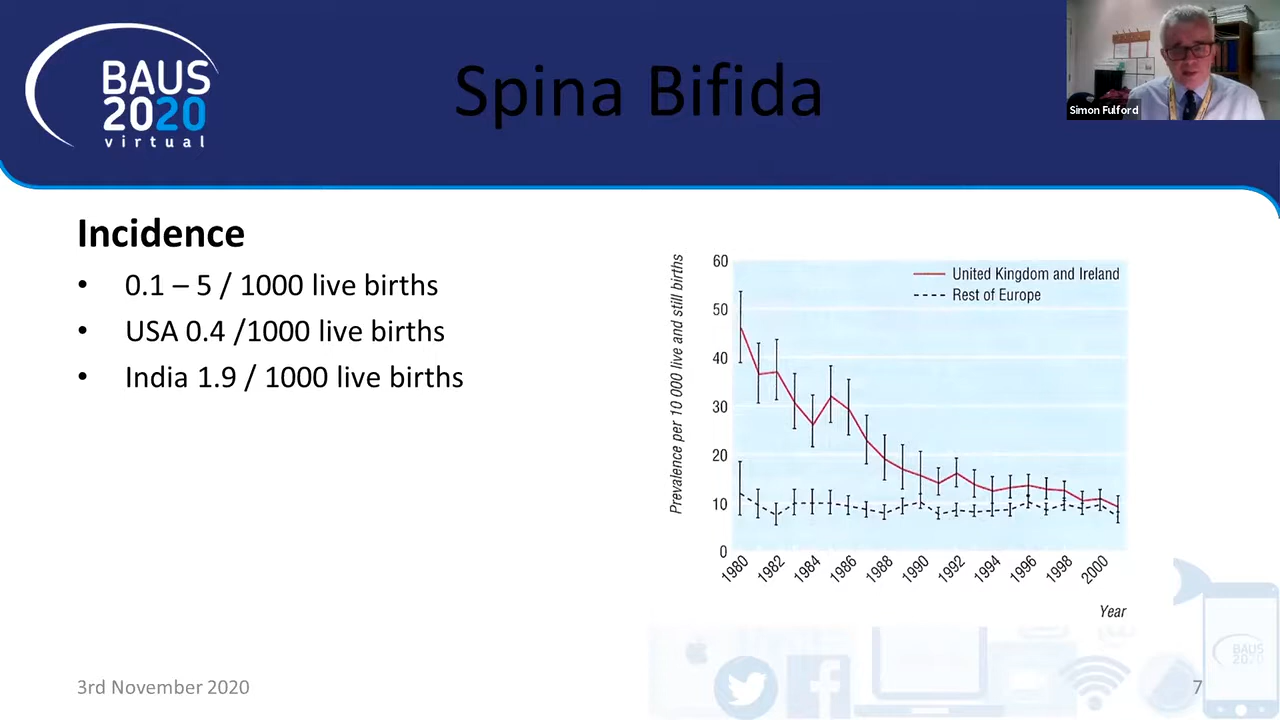 BAUS
2020
virtual
Spina Bifida
Simon Fulford
Incidence
• 0.1 – 5 / 1000 live births
• USA 0.4 /1000 live births
• India 1.9 / 1000 live births
Prevalence per 10 000 live and still births
60
50
40
30
20
10
0
United Kingdom and Ireland
Rest of Europe
1980
1982
1984
1986
1988
1990
1992
1994
1996
1998
2000
Year
BAUS
2020
3rd November 2020
7